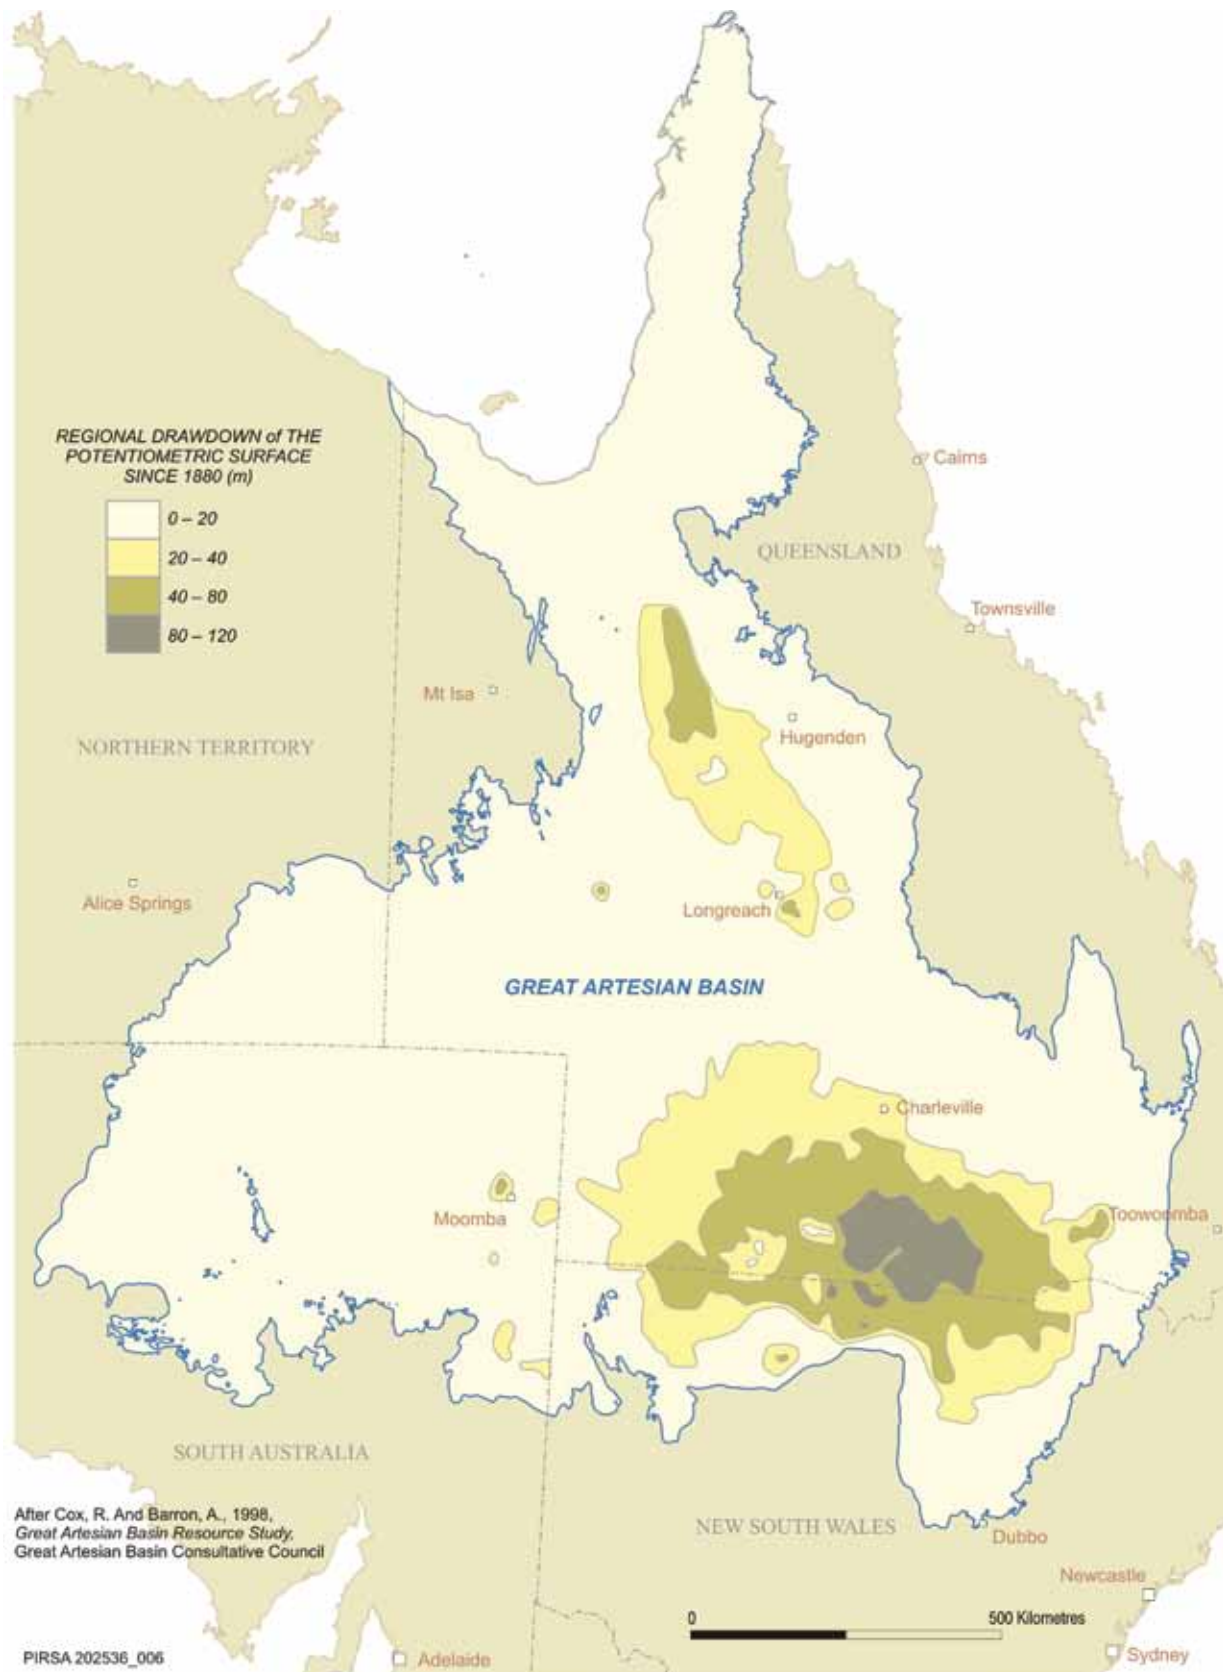 Cairns
REGIONAL DRAWDOWN of THE
POTENTIOMETRIC SURFACE
SINCE 1880 (m)
0 – 20
20 – 40
40 – 80
80 – 120
QUEENSLAND
Townsville
Mt Isa
Hugenden
NORTHERN TERRITORY
Alice Springs
Longreach
GREAT ARTESIAN BASIN
Charleville
Moomba
Toowoomba
SOUTH AUSTRALIA
After Cox, R. And Barron, A., 1998,
Great Artesian Basin Resource Study,
Great Artesian Basin Consultative Council
NEW SOUTH WALES
Dubbo
Newcastle
0 500 Kilometres
PIRSA 202536_006
Adelaide
Sydney